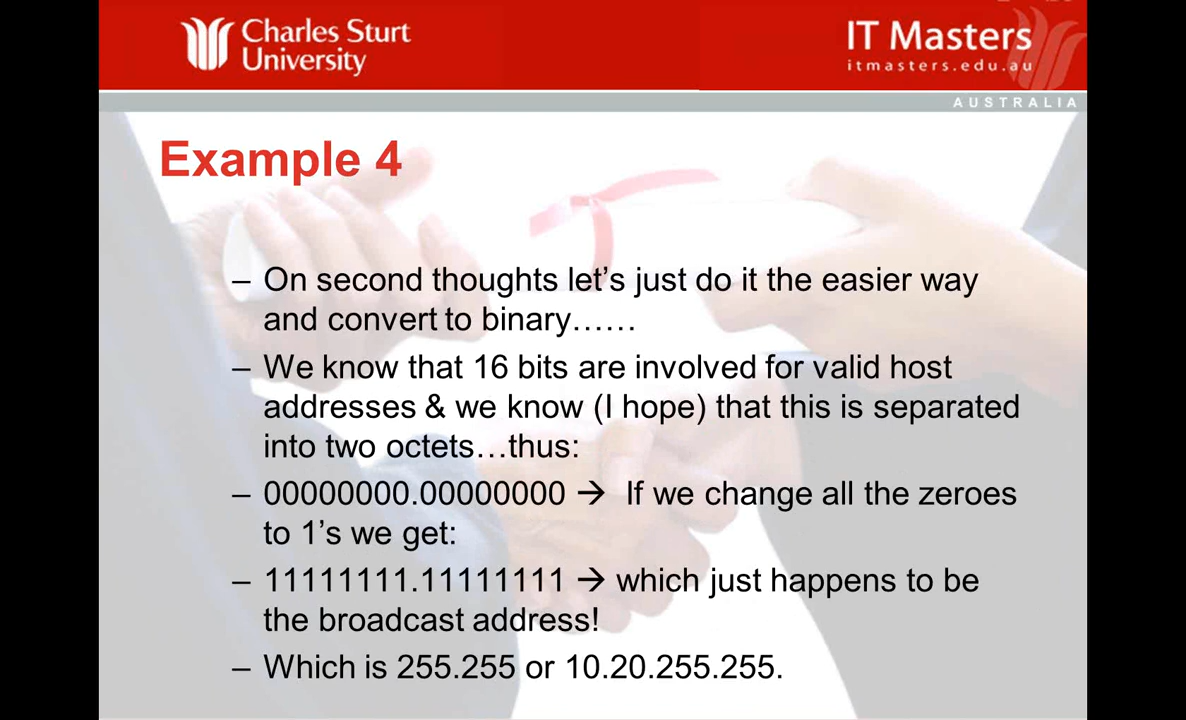 Charles Sturt
University
IT Masters
itmasters.edu.au
AUSTRALIA
Example 4
– On second thoughts let’s just do it the easier way
and convert to binary……
– We know that 16 bits are involved for valid host
addresses & we know (I hope) that this is separated
into two octets…thus:
– 00000000.00000000 → If we change all the zeroes
to 1’s we get:
– 11111111.11111111 → which just happens to be
the broadcast address!
– Which is 255.255 or 10.20.255.255.